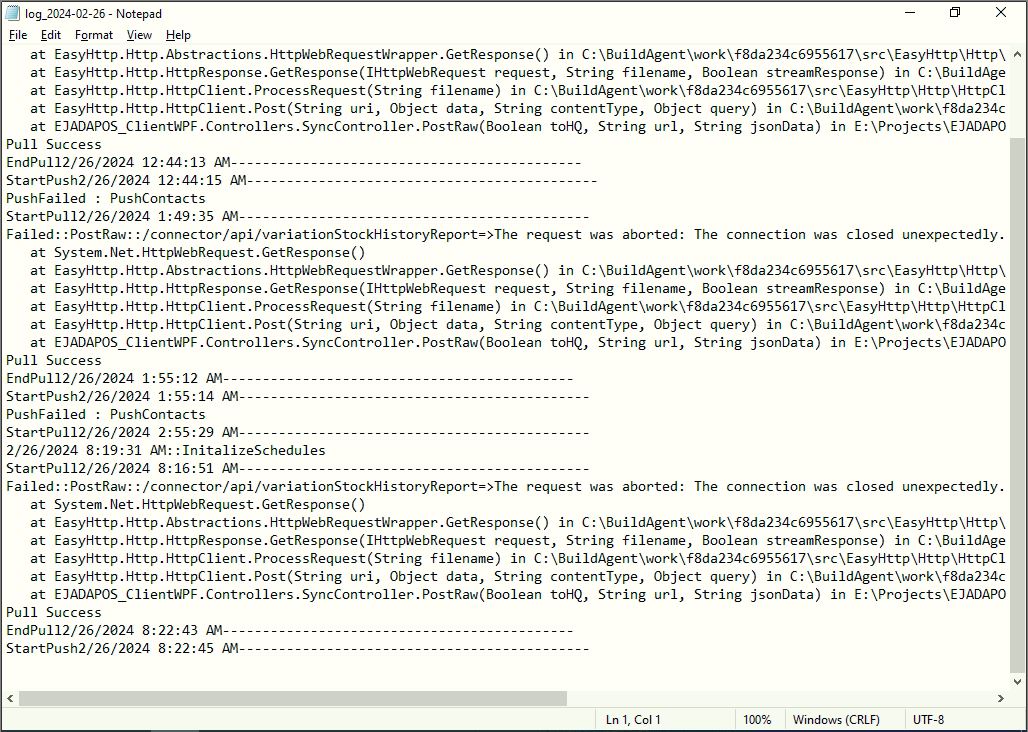 log_2024-02-26 - Notepad
File Edit Format View Help
at EasyHttp.Http.Abstractions.HttpWebRequestWrapper.GetResponse() in C:\BuildAgent\work\f8da234c6955617\src\EasyHttp\Http\
at EasyHttp.Http.HttpResponse.GetResponse(IHttpWebRequest request, String filename, Boolean streamResponse) in C:\BuildAge
at EasyHttp.Http.HttpClient.ProcessRequest(String filename) in C:\BuildAgent\work\f8da234c6955617\src\EasyHttp\Http\HttpCl
at EasyHttp.Http.HttpClient.Post(String uri, Object data, String contentType, Object query) in C:\BuildAgent\work\f8da234c
at EJADAPOS_ClientWPF.Controllers.SyncController.PostRaw(Boolean toHQ, String url, String jsonData) in E:\Projects\EJADAPO
Pull Success
EndPull2/26/2024 12:44:13 AM--------------------------------------------
StartPush2/26/2024 12:44:15 AM--------------------------------------------
PushFailed : PushContacts
StartPull2/26/2024 1:49:35 AM--------------------------------------------
Failed::PostRaw::/connector/api/variationStockHistoryReport=>The request was aborted: The connection was closed unexpectedly.
at System.Net.HttpWebRequest.GetResponse()
at EasyHttp.Http.Abstractions.HttpWebRequestWrapper.GetResponse() in C:\BuildAgent\work\f8da234c6955617\src\EasyHttp\Http\
at EasyHttp.Http.HttpResponse.GetResponse(IHttpWebRequest request, String filename, Boolean streamResponse) in C:\BuildAge
at EasyHttp.Http.HttpClient.ProcessRequest(String filename) in C:\BuildAgent\work\f8da234c6955617\src\EasyHttp\Http\HttpCl
at EasyHttp.Http.HttpClient.Post(String uri, Object data, String contentType, Object query) in C:\BuildAgent\work\f8da234c
at EJADAPOS_ClientWPF.Controllers.SyncController.PostRaw(Boolean toHQ, String url, String jsonData) in E:\Projects\EJADAPO
Pull Success
EndPull2/26/2024 1:55:12 AM--------------------------------------------
StartPush2/26/2024 1:55:14 AM--------------------------------------------
PushFailed : PushContacts
StartPull2/26/2024 2:55:29 AM--------------------------------------------
2/26/2024 8:19:31 AM::InitalizeSchedules
StartPull2/26/2024 8:16:51 AM--------------------------------------------
Failed::PostRaw::/connector/api/variationStockHistoryReport=>The request was aborted: The connection was closed unexpectedly.
at System.Net.HttpWebRequest.GetResponse()
at EasyHttp.Http.Abstractions.HttpWebRequestWrapper.GetResponse() in C:\BuildAgent\work\f8da234c6955617\src\EasyHttp\Http\
at EasyHttp.Http.HttpResponse.GetResponse(IHttpWebRequest request, String filename, Boolean streamResponse) in C:\BuildAge
at EasyHttp.Http.HttpClient.ProcessRequest(String filename) in C:\BuildAgent\work\f8da234c6955617\src\EasyHttp\Http\HttpCl
at EasyHttp.Http.HttpClient.Post(String uri, Object data, String contentType, Object query) in C:\BuildAgent\work\f8da234c
at EJADAPOS_ClientWPF.Controllers.SyncController.PostRaw(Boolean toHQ, String url, String jsonData) in E:\Projects\EJADAPO
Pull Success
EndPull2/26/2024 8:22:43 AM--------------------------------------------
StartPush2/26/2024 8:22:45 AM--------------------------------------------
Ln 1, Col 1 100% Windows (CRLF) UTF-8